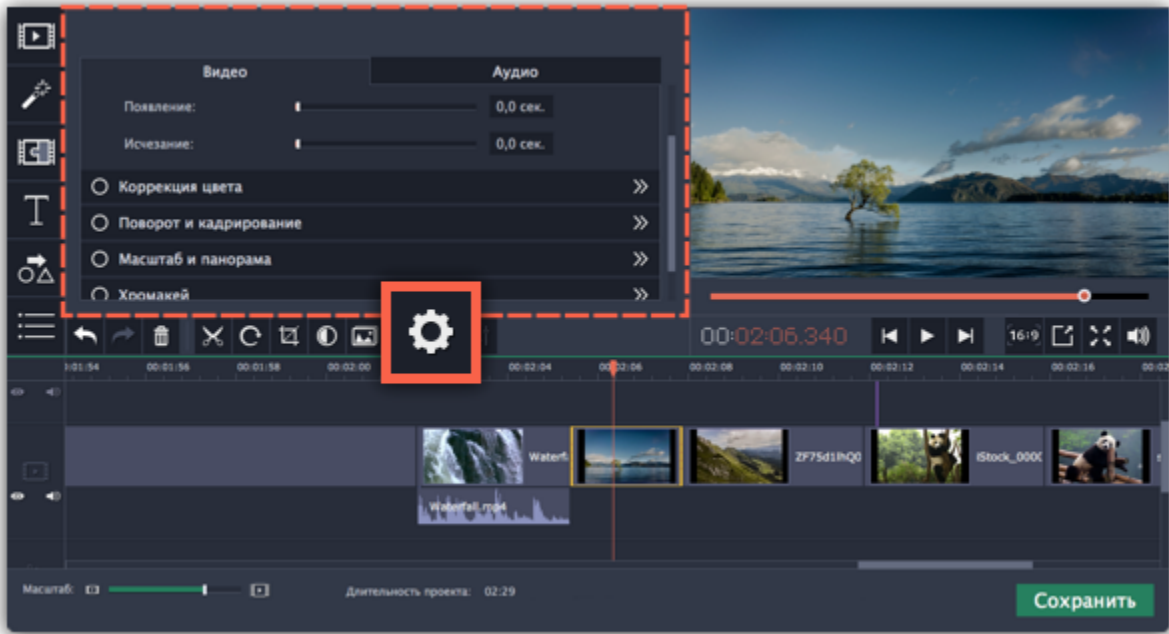 Видео
Аудио
Появление:
0,0 сек.
Исчезание:
0,0 сек.
Коррекция цвета
Поворот и кадрирование
Масштаб и панорама
Хромакей
T
00:02:06.340
16:9
00:01:56
00:01:58
00:02:00
00:02:04
00:02:06
00:02:08
00:02:10
00:02:12
00:02:14
00:02:16
Waterf
ZF75d1lhQ0
iStock_000
Waterfall.mp4
Масштаб:
Длительность проекта: 02:29
Сохранить